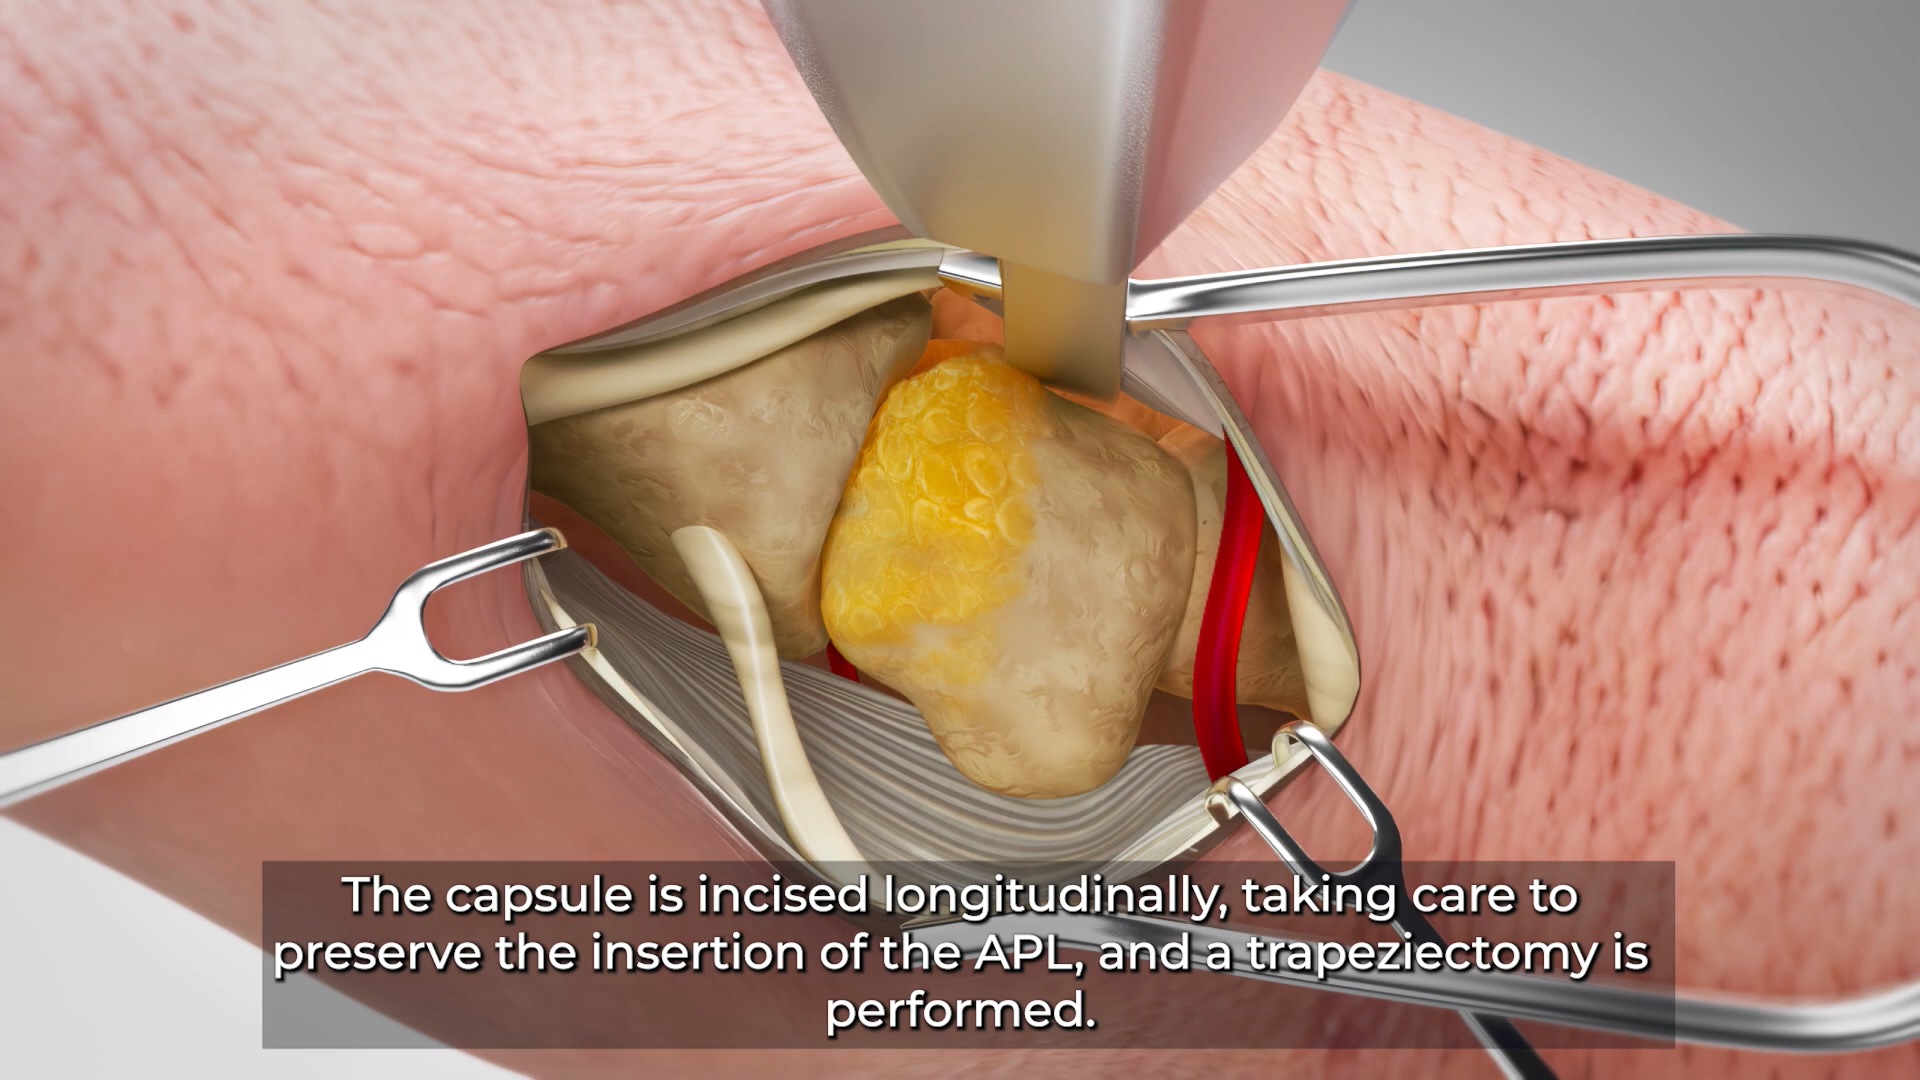 The capsule is incised longitudinally, taking care to
preserve the insertion of the APL, and a trapeziectomy is
performed.